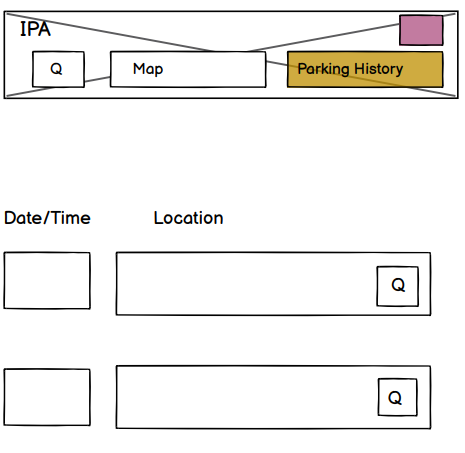 IPA
Q Map Parking History
Date/Time Location
Q
Q